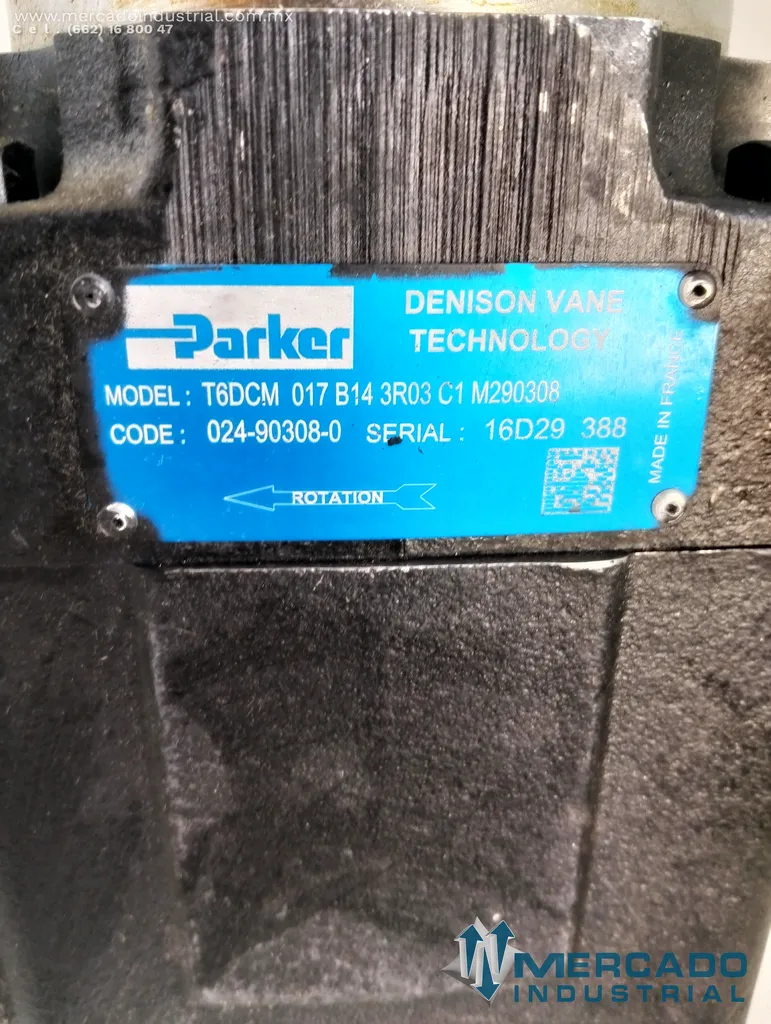 www.mercadoindustrial.com.mx
Cel. (662) 16 800 47
Parker
DENISON VANE
TECHNOLOGY
MODEL: T6DCM 017 B14 3R03 C1 M290308
CODE: 024-90308-0 SERIAL: 16D29 388
ROTATION
MADE IN FRANCE
MERCADO
INDUSTRIAL